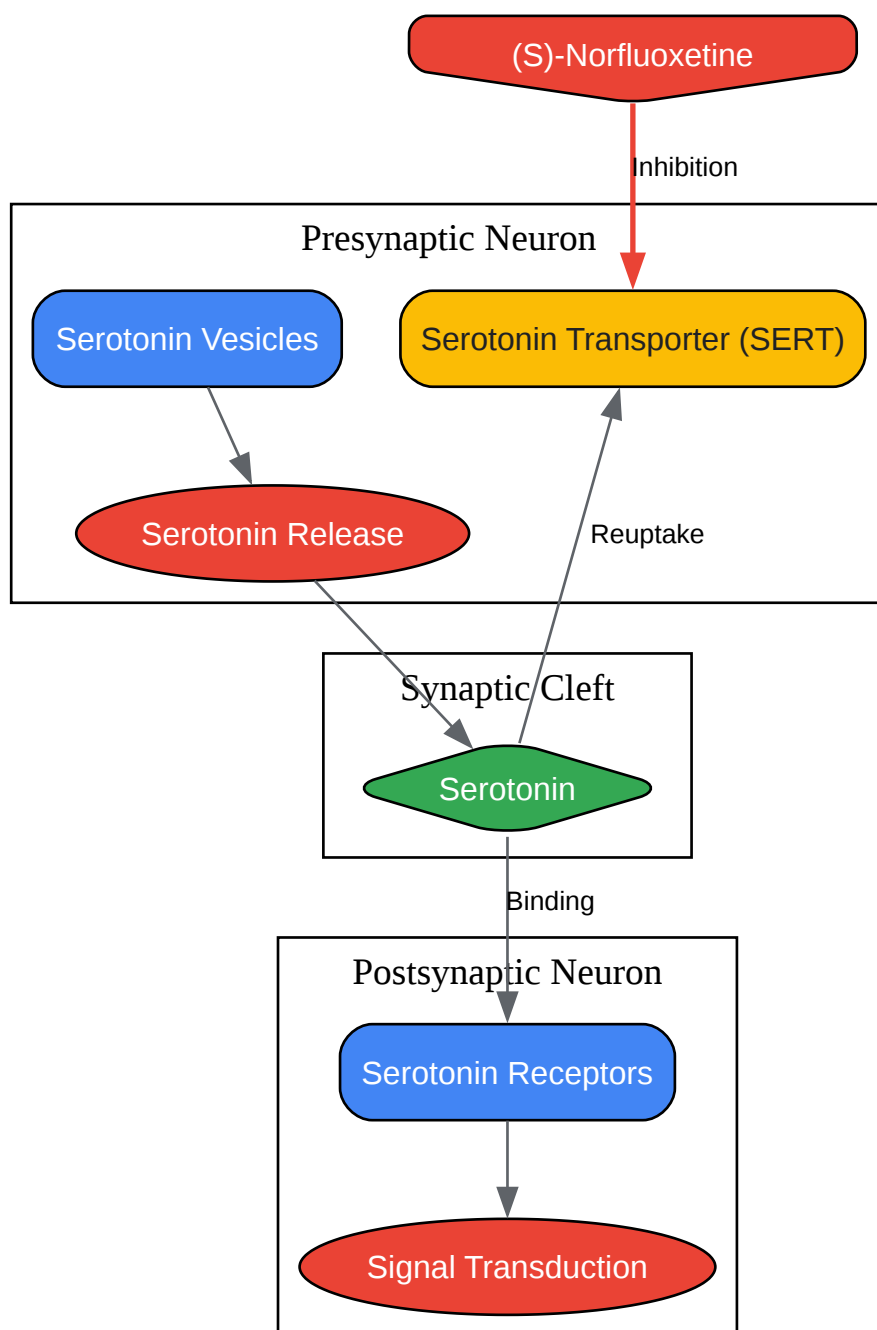 (S)-Norfluoxetine
Inhibition
Presynaptic Neuron
Serotonin Vesicles
Serotonin Transporter (SERT)
Serotonin Release
Reuptake
Synaptic Cleft
Serotonin
Binding
Postsynaptic Neuron
Serotonin Receptors
Signal Transduction